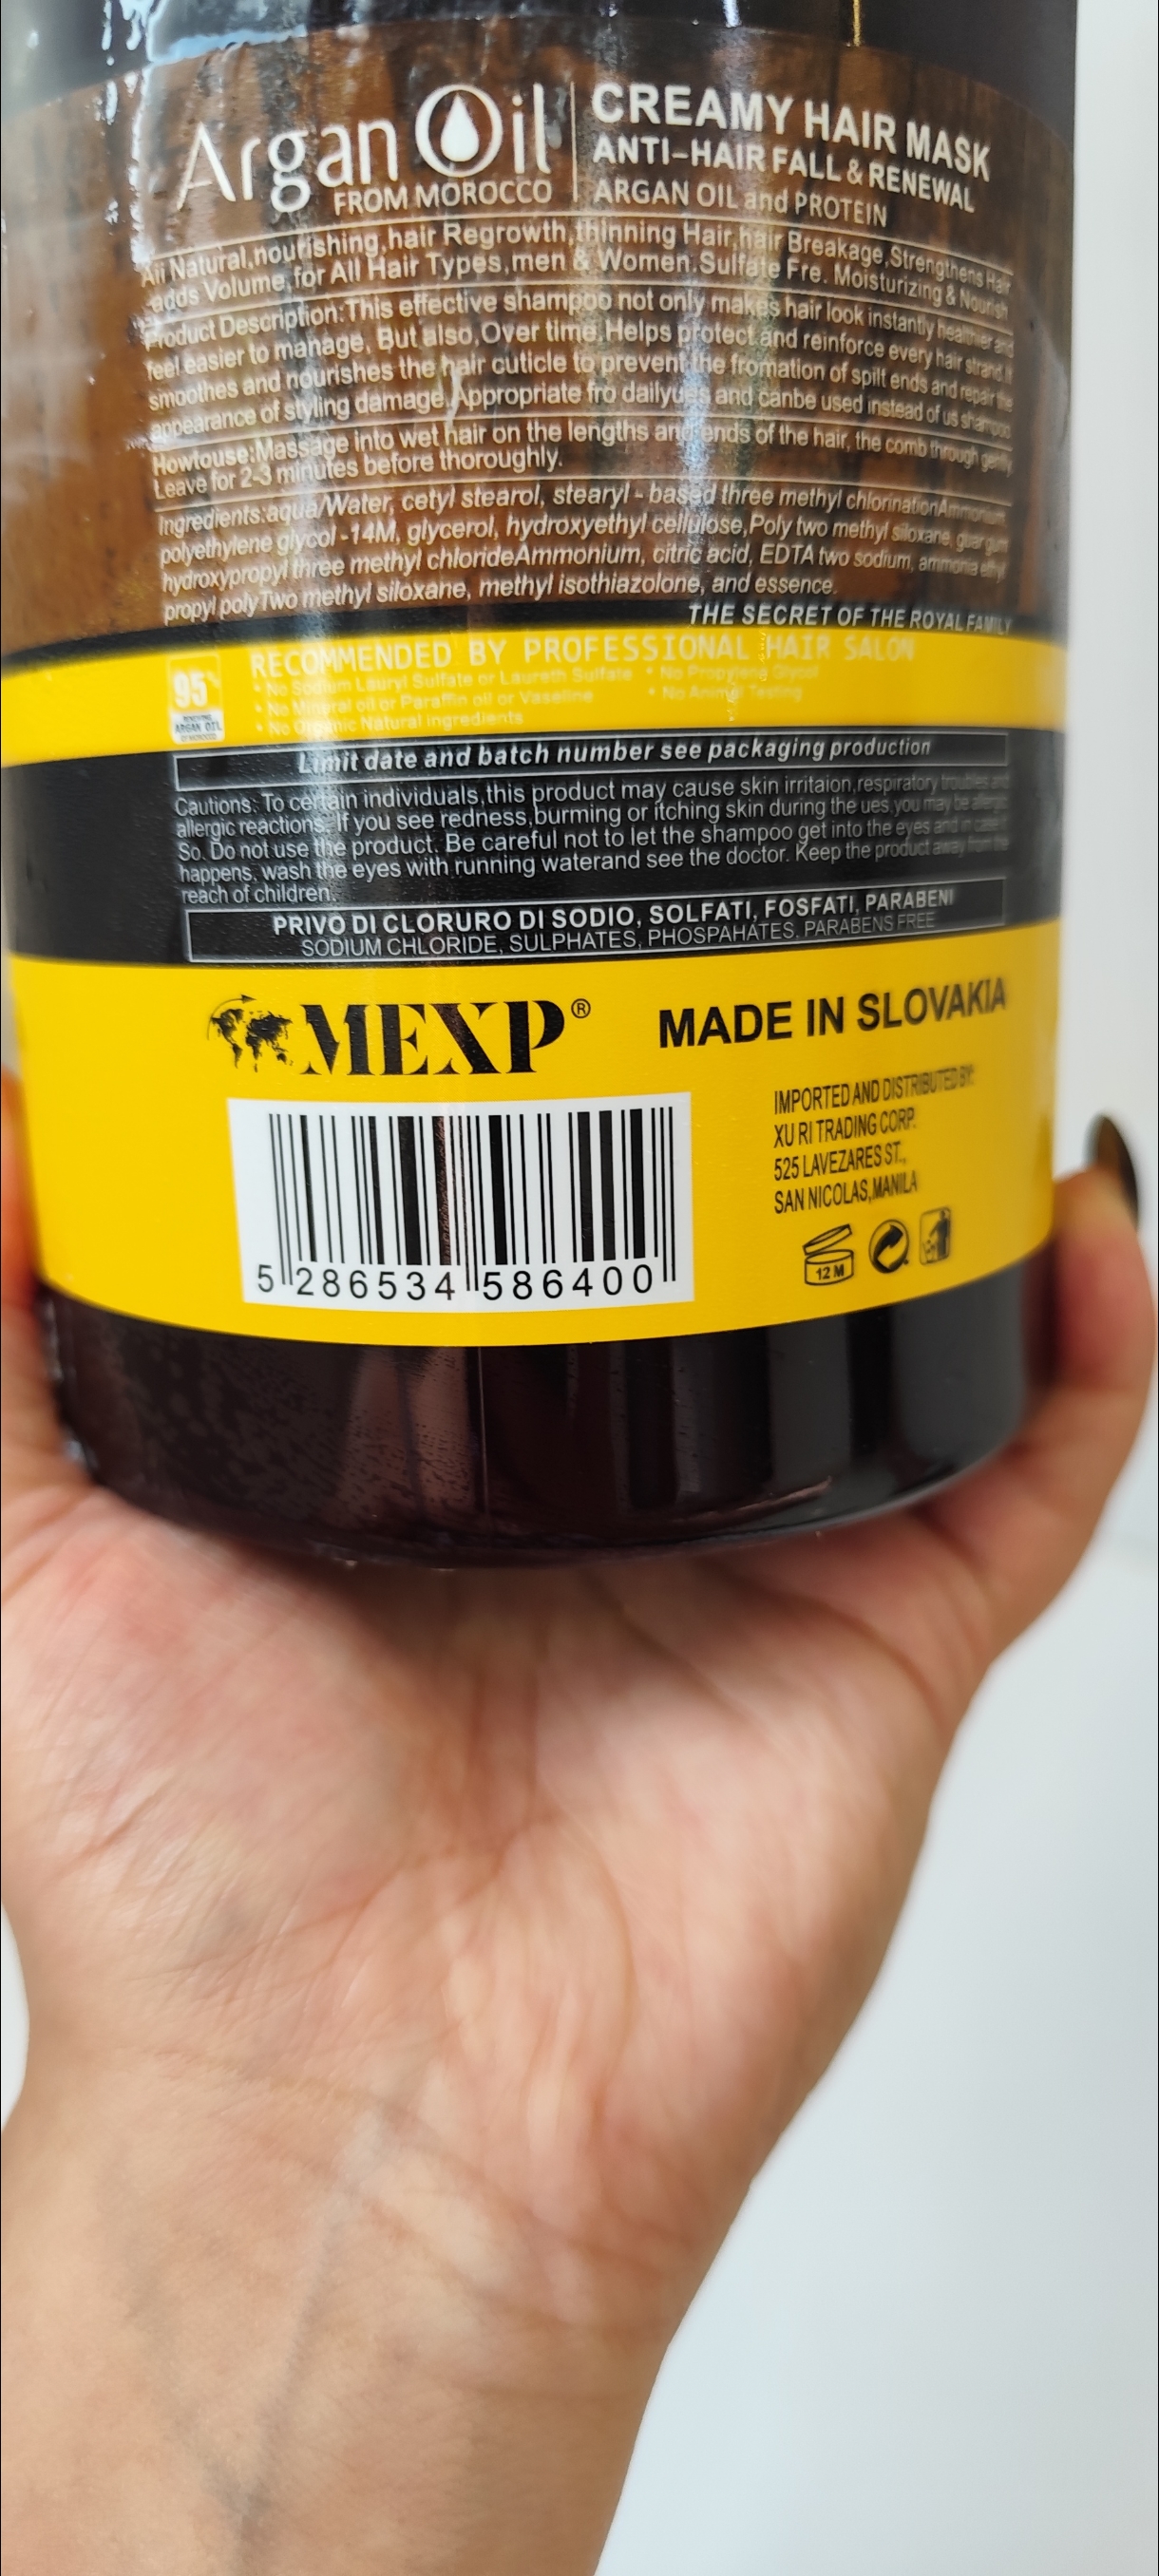 Argan Oil
FROM MOROCCO
CREAMY HAIR MASK
ANTI-HAIR FALL & RENEWAL
ARGAN OIL and PROTEIN
All Natural,nourishing,hair Regrowth,thinning Hair,hair Breakage,Strengthens Hair
adds Volume,for All Hair Types,men & Women.Sulfate Fre. Moisturizing & Nourish
Product Description:This effective shampoo not only makes hair look instantly healthier and
feel easier to manage. But also,Over time.Helps protect and reinforce every hair strand.It
smoothes and nourishes the hair cuticle to prevent the fromation of spilt ends and repair the
appearance of styling damage.Appropriate fro dailyues and canbe used instead of us shampoo
Howtouse:Massage into wet hair on the lengths and ends of the hair, the comb through gently.
Leave for 2-3 minutes before thoroughly.
Ingredients:aqua/Water, cetyl stearol, stearyl - based three methyl chlorinationAmmonium,
polyethylene glycol -14M, glycerol, hydroxyethyl cellulose,Poly two methyl siloxane, guar gum
hydroxypropyl three methyl chlorideAmmonium, citric acid, EDTA two sodium, ammonia ethyl
propyl polyTwo methyl siloxane, methyl isothiazolone, and essence.
THE SECRET OF THE ROYAL FAMILY
95%
ARGAN OIL
RECOMMENDED BY PROFESSIONAL HAIR SALON
* No Sodium Lauryl Sulfate or Laureth Sulfate * No Propylene Glycol
* No Mineral oil or Paraffin oil or Vaseline * No Animal Testing
* No Organic Natural ingredients
Limit date and batch number see packaging production
Cautions: To certain individuals,this product may cause skin irritaion,respiratory troubles and
allergic reactions. If you see redness,burming or itching skin during the ues,you may be allergic
So. Do not use the product. Be careful not to let the shampoo get into the eyes and in case it
happens, wash the eyes with running waterand see the doctor. Keep the product away from the
reach of children.
PRIVO DI CLORURO DI SODIO, SOLFATI, FOSFATI, PARABENI
SODIUM CHLORIDE, SULPHATES, PHOSPAHATES. PARABENS FREE
MEXP®
MADE IN SLOVAKIA
IMPORTED AND DISTRIBUTED BY:
XU RI TRADING CORP.
525 LAVEZARES ST.,
SAN NICOLAS,MANILA
12 M
5 286534 586400